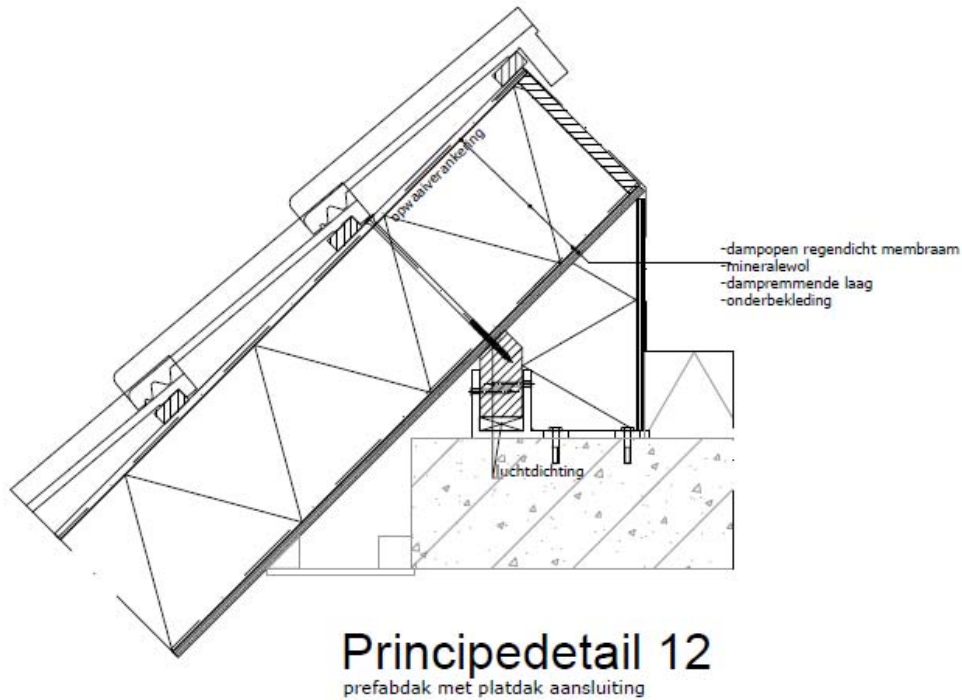 opwaaiverankering
-dampopen regendicht membraam
-mineralewol
-dampremmende laag
-onderbekleding
luchtdichting
Principedetail 12
prefabdak met platdak aansluiting